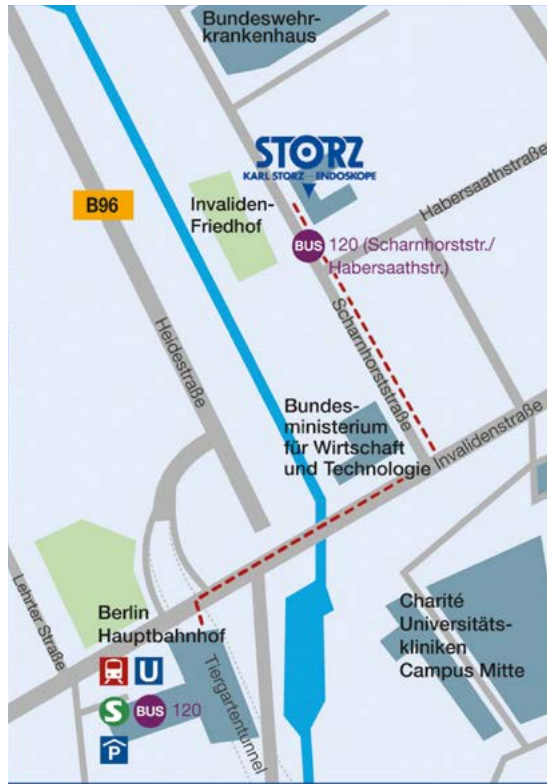 Bundeswehr-
krankenhaus
STORZ
KARL STORZ — ENDOSKOPE
Habersaathstraße
B96
Invaliden-
Friedhof
BUS 120 (Scharnhorststr./
Habersaathstr.)
Heidestraße
Scharnhorststraße
Bundes-
ministerium
für Wirtschaft
und Technologie
Invalidenstraße
Lehrter Straße
Berlin
Hauptbahnhof
U
S BUS 120
P
Tiergartentunnel
Charité
Universitäts-
kliniken
Campus Mitte